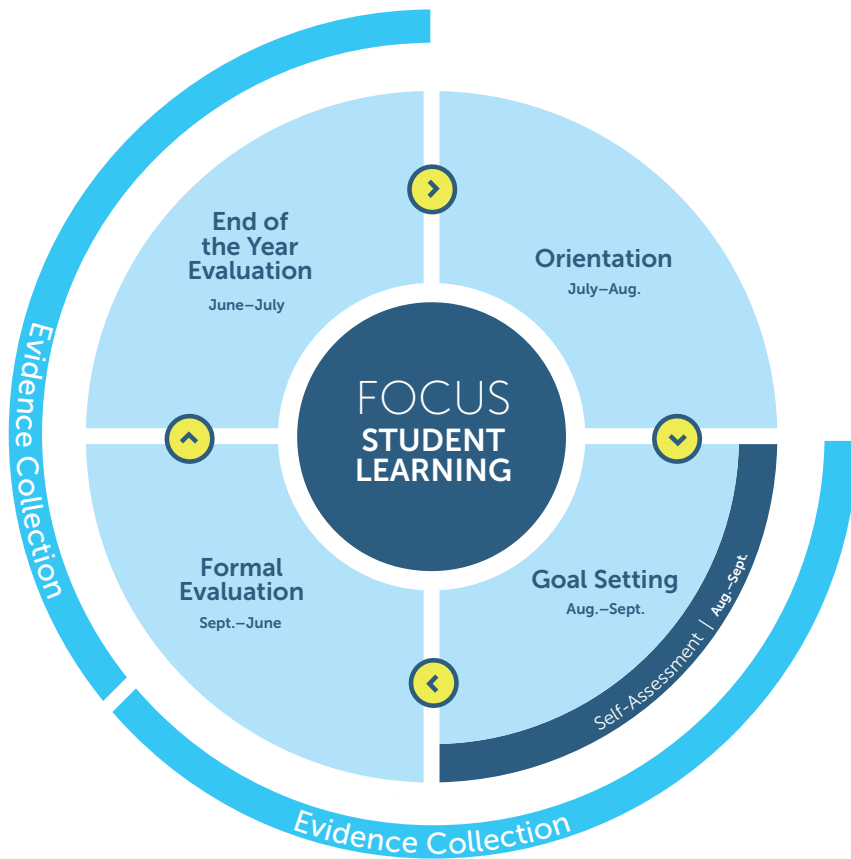 End of
the Year
Evaluation
June–July
Orientation
July–Aug.
FOCUS
STUDENT
LEARNING
Formal
Evaluation
Sept.–June
Goal Setting
Aug.–Sept.
Self-Assessment | Aug.–Sept.
Evidence Collection
Evidence Collection